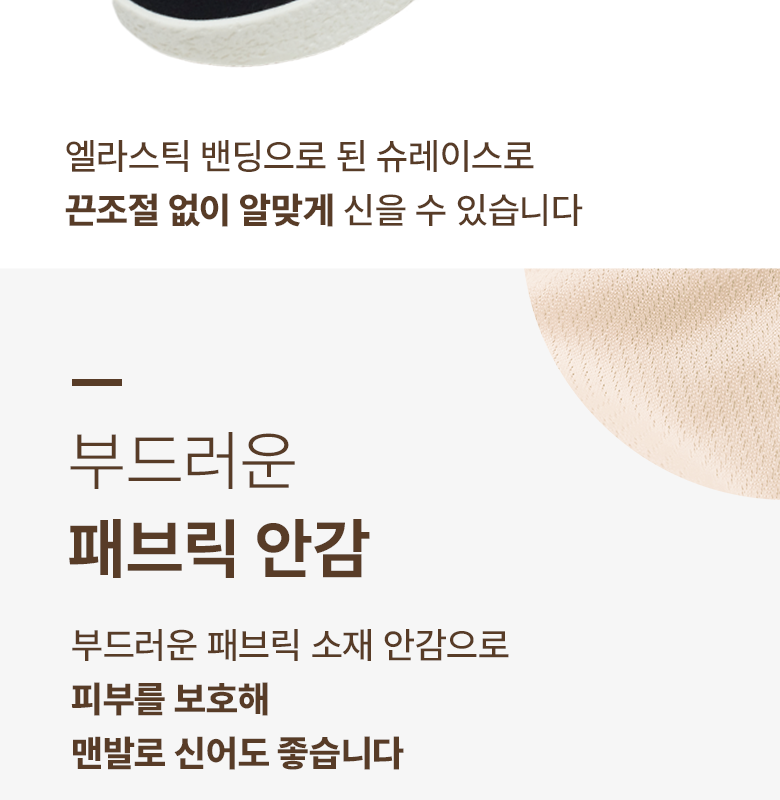 엘라스틱 밴딩으로 된 슈레이스로
끈조절 없이 알맞게 신을 수 있습니다
부드러운
패브릭 안감
부드러운 패브릭 소재 안감으로
피부를 보호해
맨발로 신어도 좋습니다